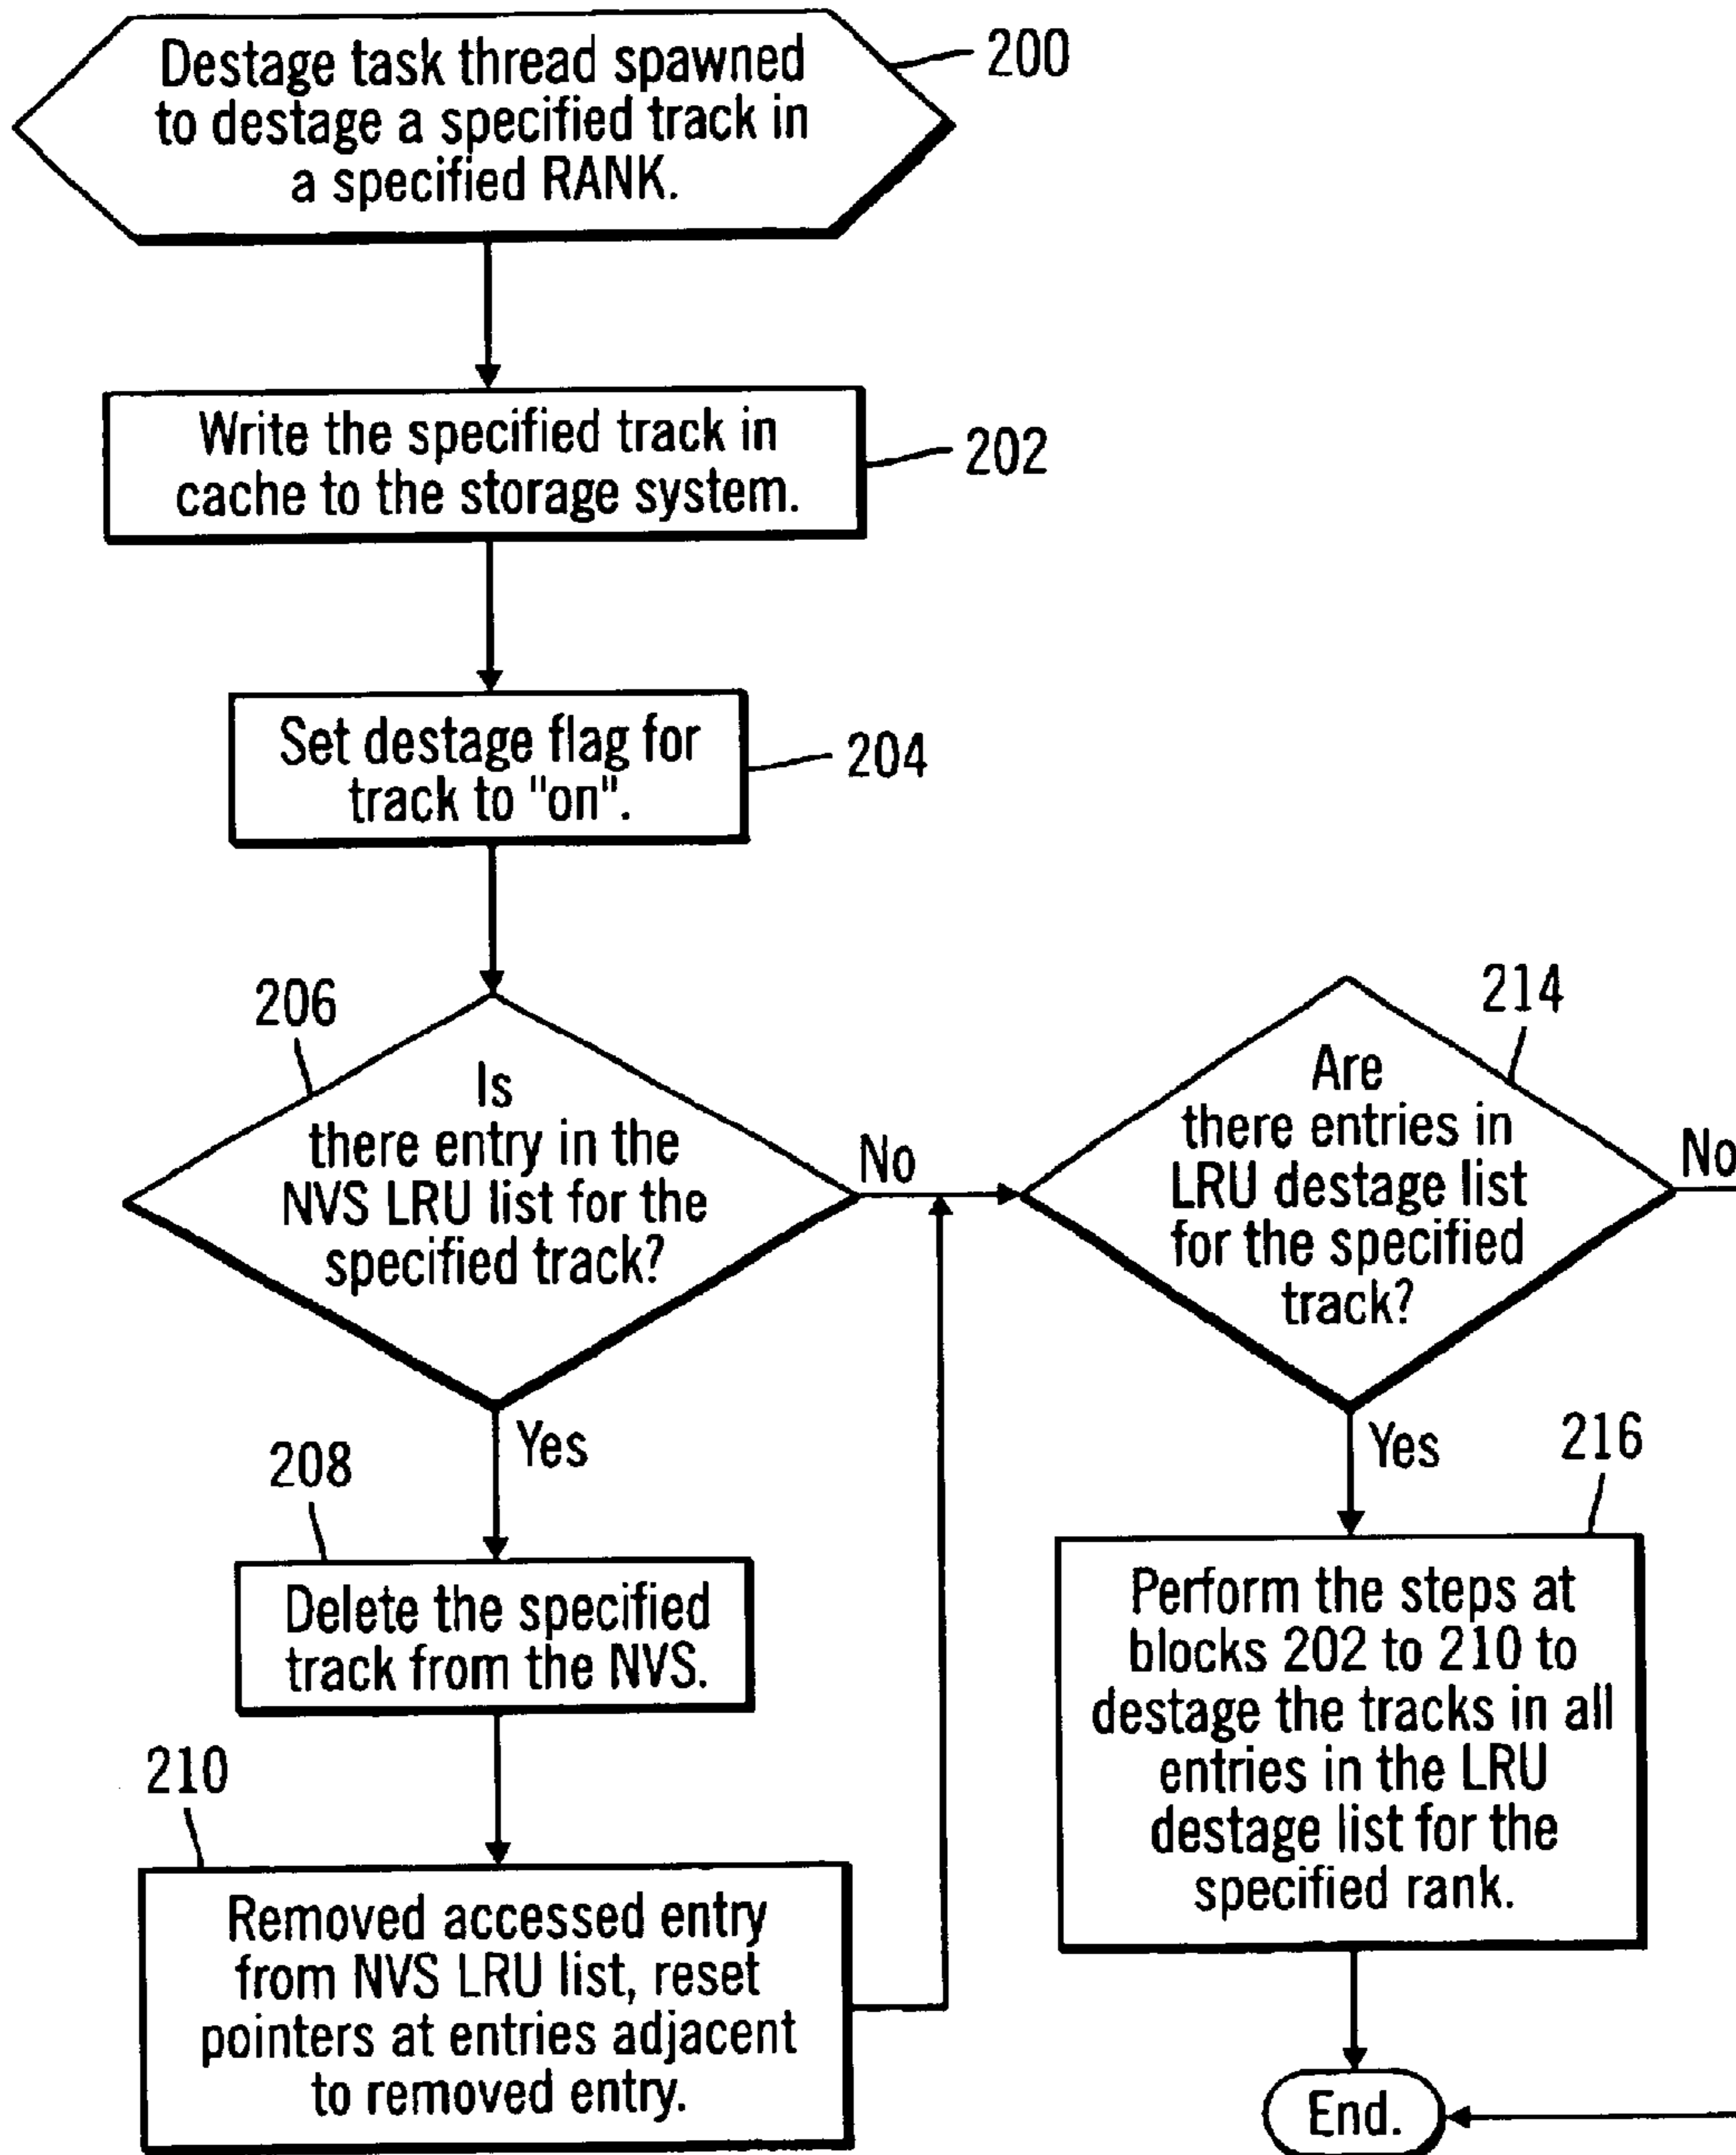 Destage task thread spawned
to destage a specified track in
a specified RANK.
200
Write the specified track in
cache to the storage system.
202
Set destage flag for
track to "on".
204
206
Is
there entry in the
NVS LRU list for the
specified track?
No
Yes
208
Delete the specified
track from the NVS.
210
Removed accessed entry
from NVS LRU list, reset
pointers at entries adjacent
to removed entry.
214
Are
there entries in
LRU destage list
for the specified
track?
No
Yes
216
Perform the steps at
blocks 202 to 210 to
destage the tracks in all
entries in the LRU
destage list for the
specified rank.
End.